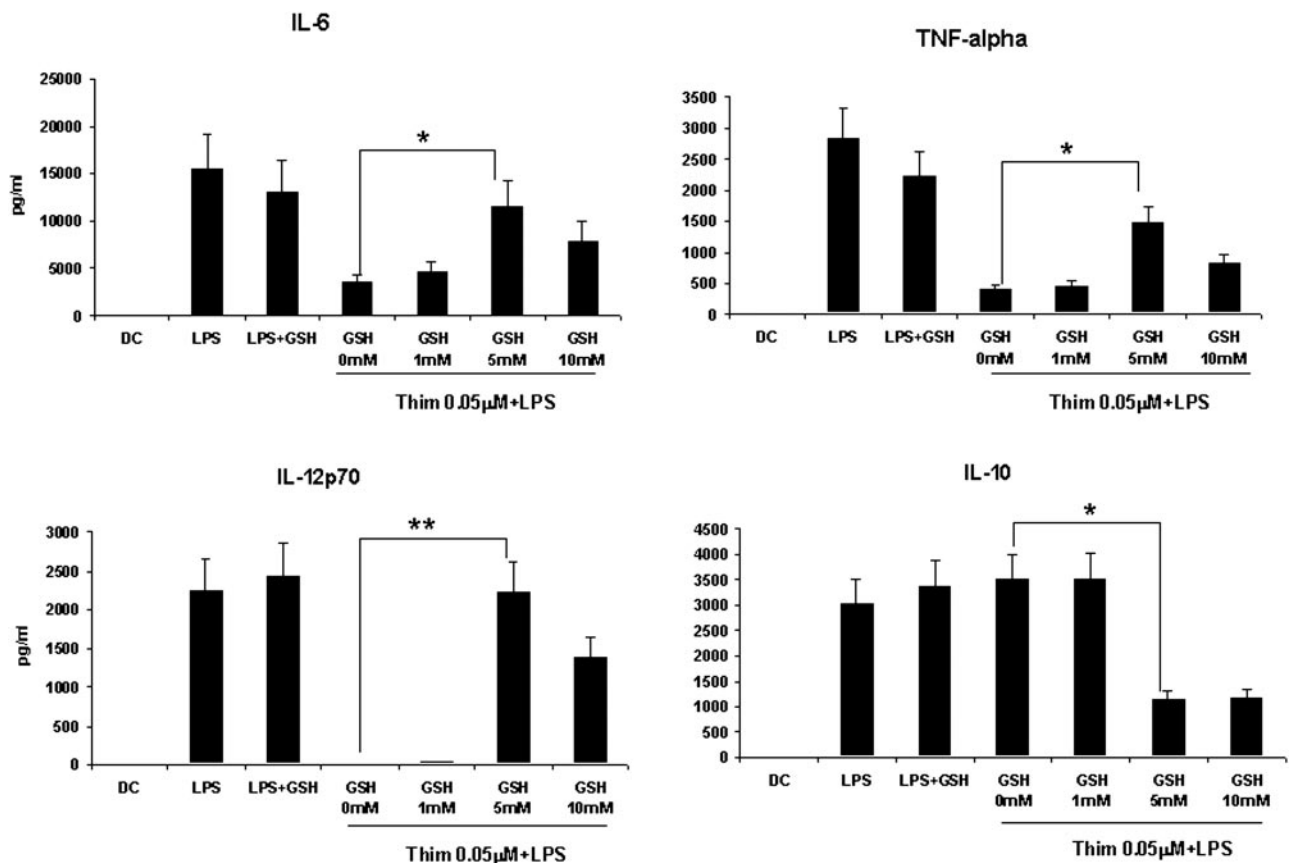 IL-6
25000
20000
15000
10000
5000
0
pg/ml
*
DC LPS LPS+GSH GSH GSH GSH GSH
0mM 1mM 5mM 10mM
Thim 0.05µM+LPS
TNF-alpha
3500
3000
2500
2000
1500
1000
500
0
*
DC LPS LPS+GSH GSH GSH GSH GSH
0mM 1mM 5mM 10mM
Thim 0.05µM+LPS
IL-12p70
3000
2500
2000
1500
1000
500
0
pg/ml
**
DC LPS LPS+GSH GSH GSH GSH GSH
0mM 1mM 5mM 10mM
Thim 0.05µM+LPS
IL-10
4500
4000
3500
3000
2500
2000
1500
1000
500
0
*
DC LPS LPS+GSH GSH GSH GSH GSH
0mM 1mM 5mM 10mM
Thim 0.05µM+LPS